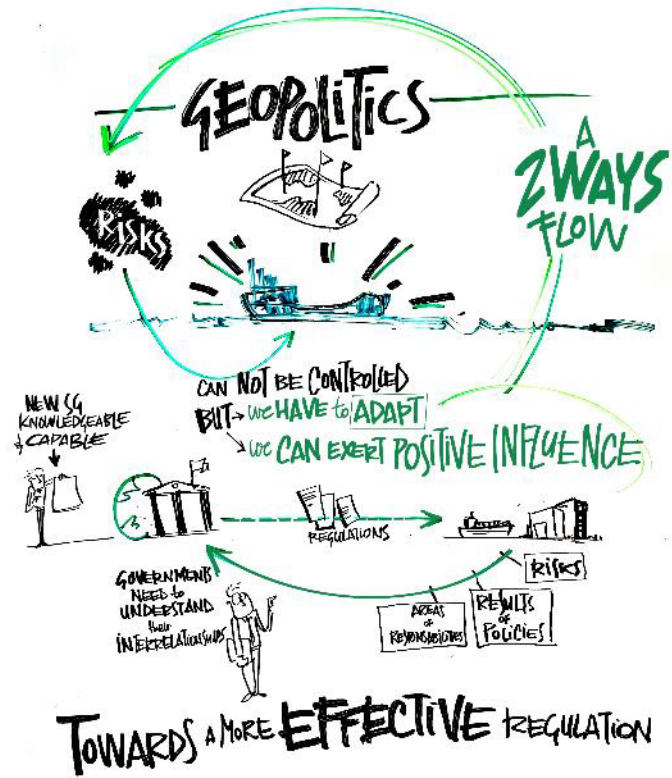 GEOPOLITICS
A
2WAYS
FLOW
RISKS
CAN NOT BE CONTROLLED
BUT → WE HAVE to ADAPT
→ WE CAN EXERT POSITIVE INFLUENCE
NEW SG
KNOWLEDGEABLE
& CAPABLE
REGULATIONS
GOVERNMENTS
NEED to
UNDERSTAND
their
INTERRELATIONSHIPS
RISKS
AREAS
of
RESPONSABILITIES
RESULTS
of
POLICIES
TOWARDS A MORE EFFECTIVE REGULATION